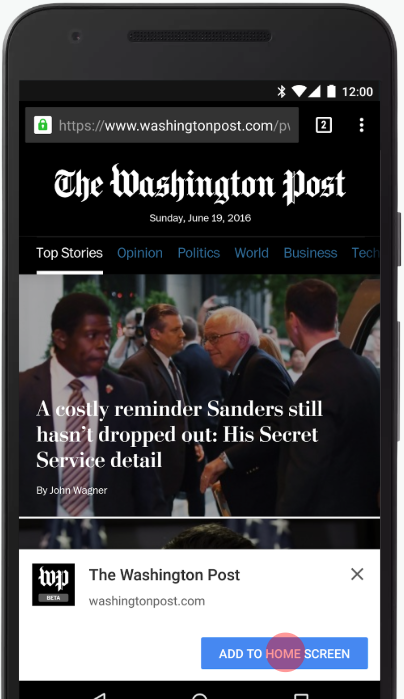 12:00
https://www.washingtonpost.com/pv
2
The Washington Post
Sunday, June 19, 2016
Top Stories Opinion Politics World Business Tech
A costly reminder Sanders still
hasn't dropped out: His Secret
Service detail
By John Wagner
wp
BETA
The Washington Post
washingtonpost.com
ADD TO HOME SCREEN